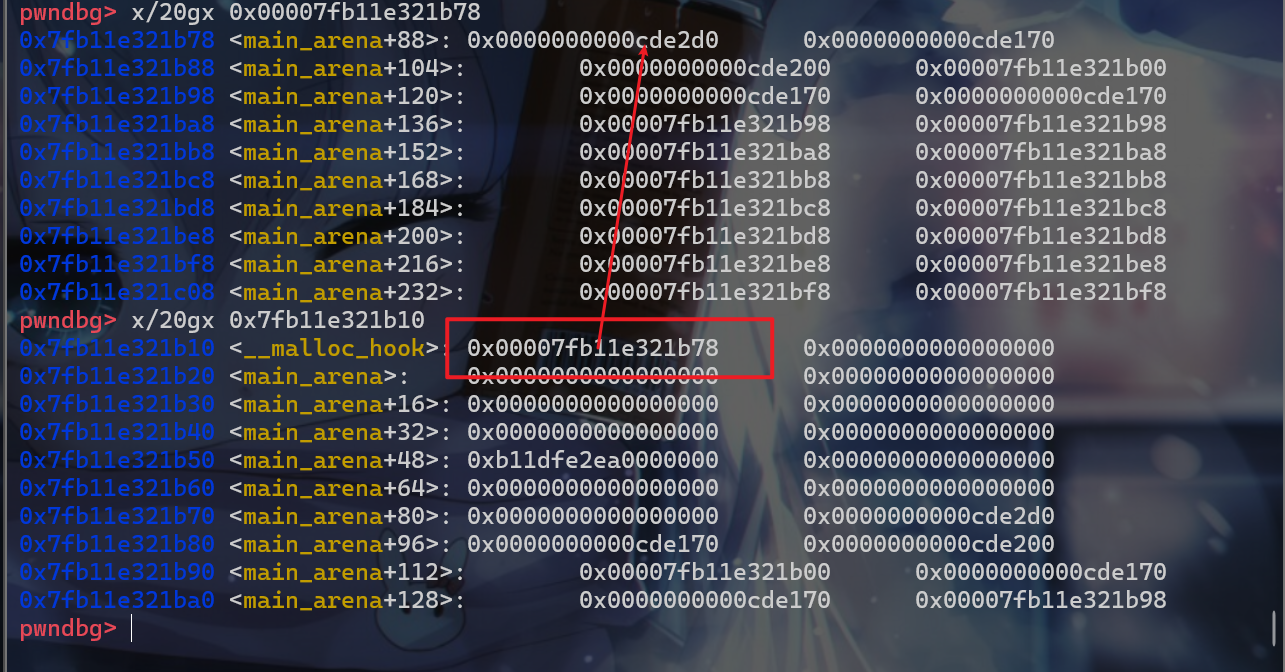 pwndbg> x/20gx 0x00007fb11e321b78
0x7fb11e321b78 <main_arena+88>: 0x0000000000cde2d0 0x0000000000cde170
0x7fb11e321b88 <main_arena+104>: 0x0000000000cde200 0x00007fb11e321b00
0x7fb11e321b98 <main_arena+120>: 0x0000000000cde170 0x0000000000cde170
0x7fb11e321ba8 <main_arena+136>: 0x00007fb11e321b98 0x00007fb11e321b98
0x7fb11e321bb8 <main_arena+152>: 0x00007fb11e321ba8 0x00007fb11e321ba8
0x7fb11e321bc8 <main_arena+168>: 0x00007fb11e321bb8 0x00007fb11e321bb8
0x7fb11e321bd8 <main_arena+184>: 0x00007fb11e321bc8 0x00007fb11e321bc8
0x7fb11e321be8 <main_arena+200>: 0x00007fb11e321bd8 0x00007fb11e321bd8
0x7fb11e321bf8 <main_arena+216>: 0x00007fb11e321be8 0x00007fb11e321be8
0x7fb11e321c08 <main_arena+232>: 0x00007fb11e321bf8 0x00007fb11e321bf8
pwndbg> x/20gx 0x7fb11e321b10
0x7fb11e321b10 <__malloc_hook>: 0x00007fb11e321b78 0x0000000000000000
0x7fb11e321b20 <main_arena>: 0x0000000000000000 0x0000000000000000
0x7fb11e321b30 <main_arena+16>: 0x0000000000000000 0x0000000000000000
0x7fb11e321b40 <main_arena+32>: 0x0000000000000000 0x0000000000000000
0x7fb11e321b50 <main_arena+48>: 0xb11dfe2ea0000000 0x0000000000000000
0x7fb11e321b60 <main_arena+64>: 0x0000000000000000 0x0000000000000000
0x7fb11e321b70 <main_arena+80>: 0x0000000000000000 0x0000000000cde2d0
0x7fb11e321b80 <main_arena+96>: 0x0000000000cde170 0x0000000000cde200
0x7fb11e321b90 <main_arena+112>: 0x00007fb11e321b00 0x0000000000cde170
0x7fb11e321ba0 <main_arena+128>: 0x0000000000cde170 0x00007fb11e321b98
pwndbg>